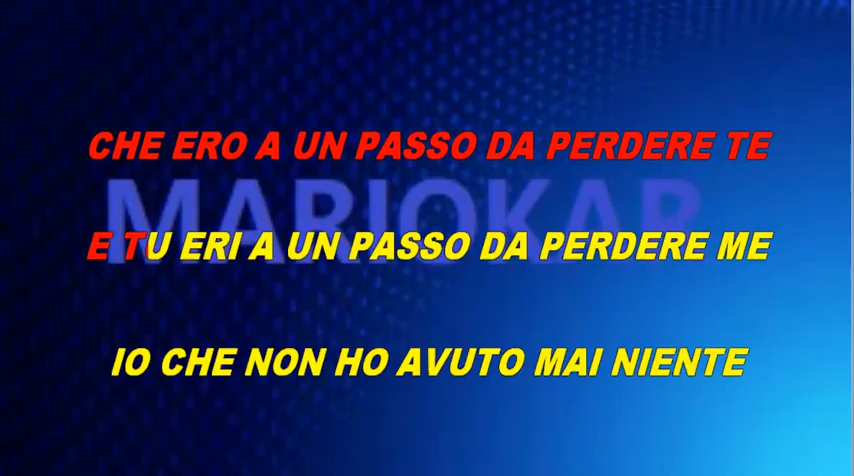 CHE ERO A UN PASSO DA PERDERE TE
MARIOKAR
E TU ERI A UN PASSO DA PERDERE ME
IO CHE NON HO AVUTO MAI NIENTE